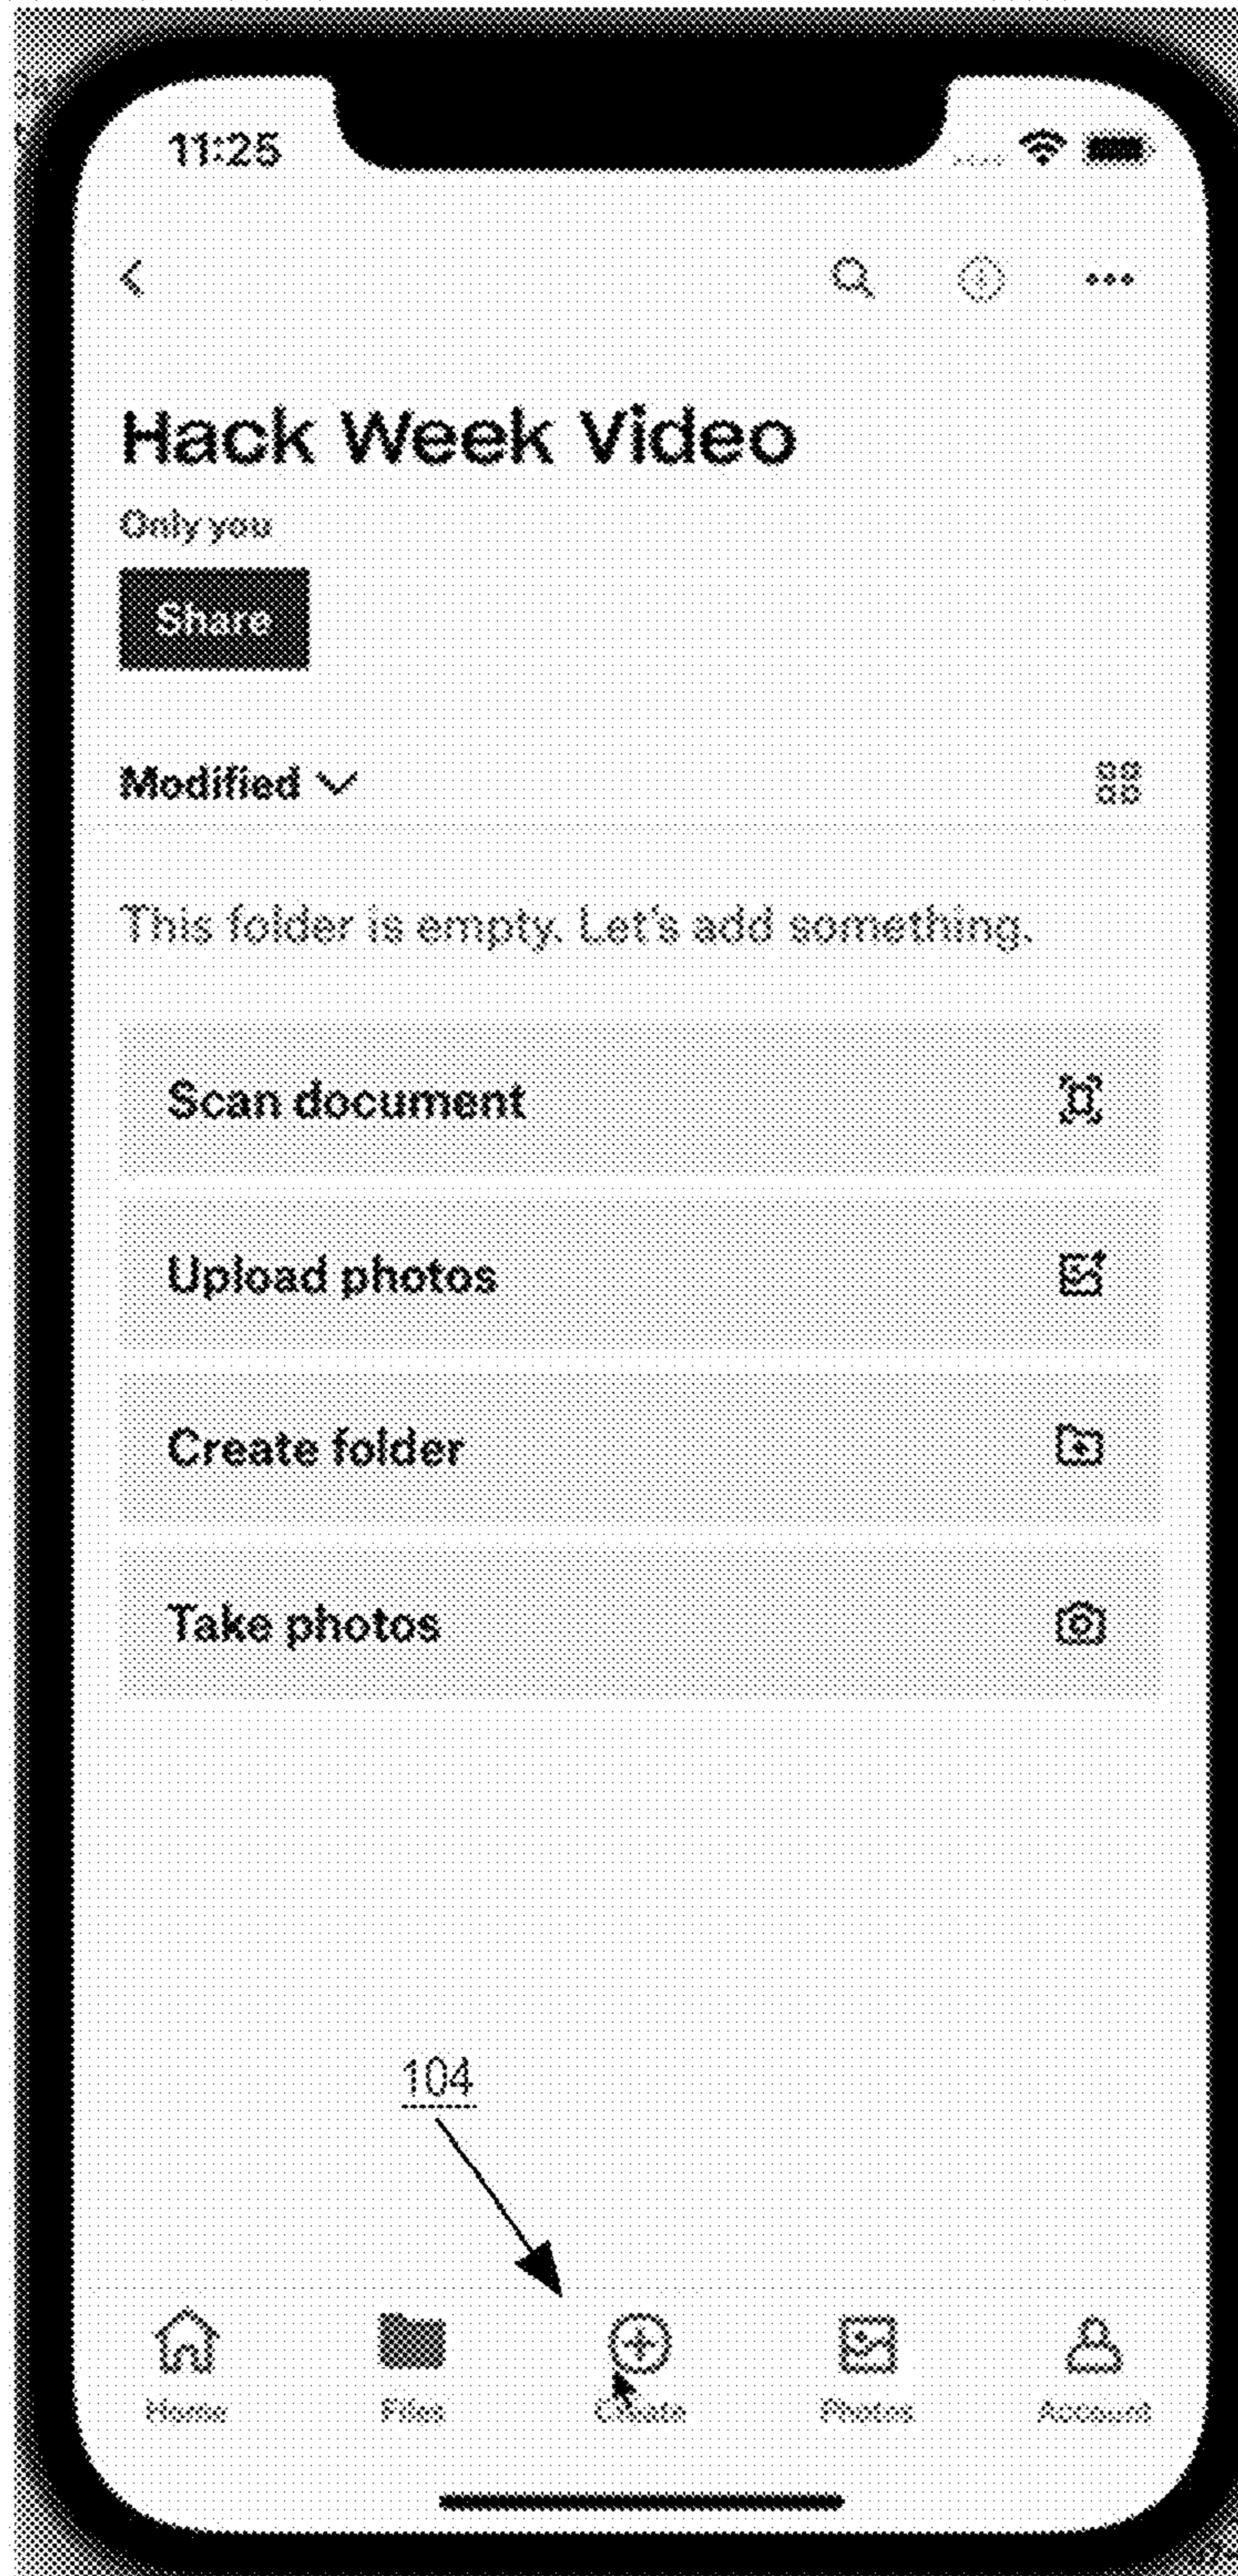 11:25
Hack Week Video
Only you
Share
Modified
This folder is empty. Let's add something.
Scan document
Upload photos
Create folder
Take photos
104
Home Files Create Photos Account